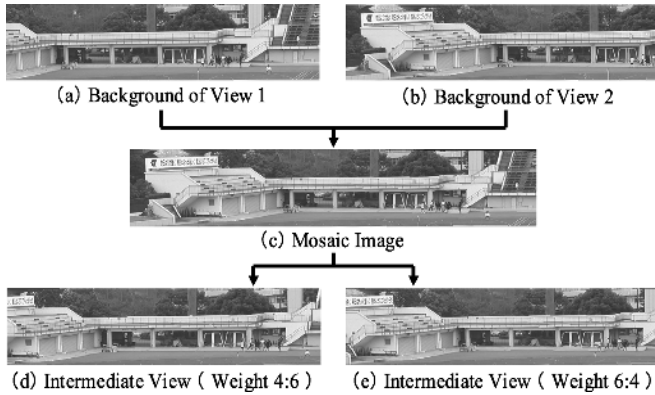 (a) Background of View 1
(b) Background of View 2
(c) Mosaic Image
(d) Intermediate View ( Weight 4:6 )
(e) Intermediate View ( Weight 6:4 )